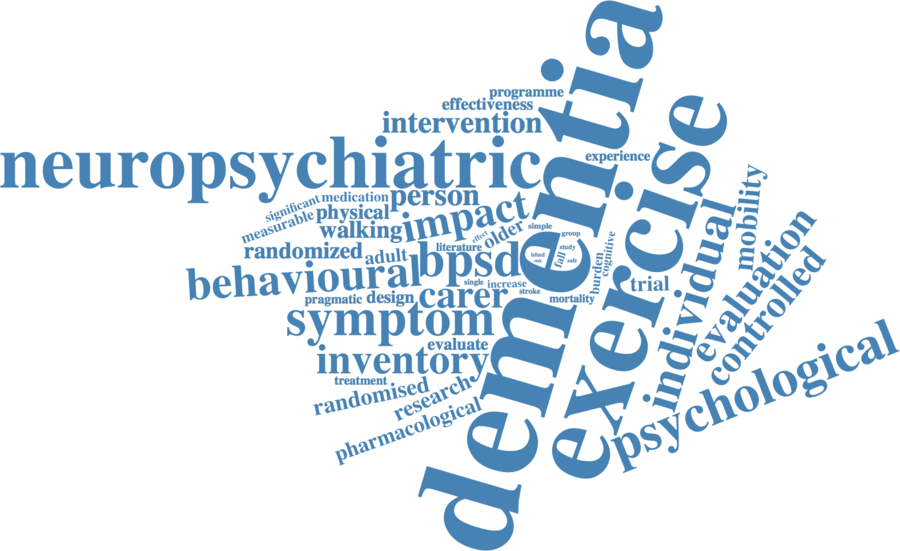 dementia
exercise
neuropsychiatric
programme
effectiveness
intervention
experience
significant
medication
person
measurable
physical
impact
walking
effect
older
simple
group
randomized
adult
literature
bpsd
blind
study
fall
risk
safe
cognitive
burden
behavioural
single
increase
stroke
mortality
trial
individual
mobility
evaluation
controlled
pragmatic
design
carer
symptom
evaluate
inventory
treatment
randomised
research
pharmacological
psychological